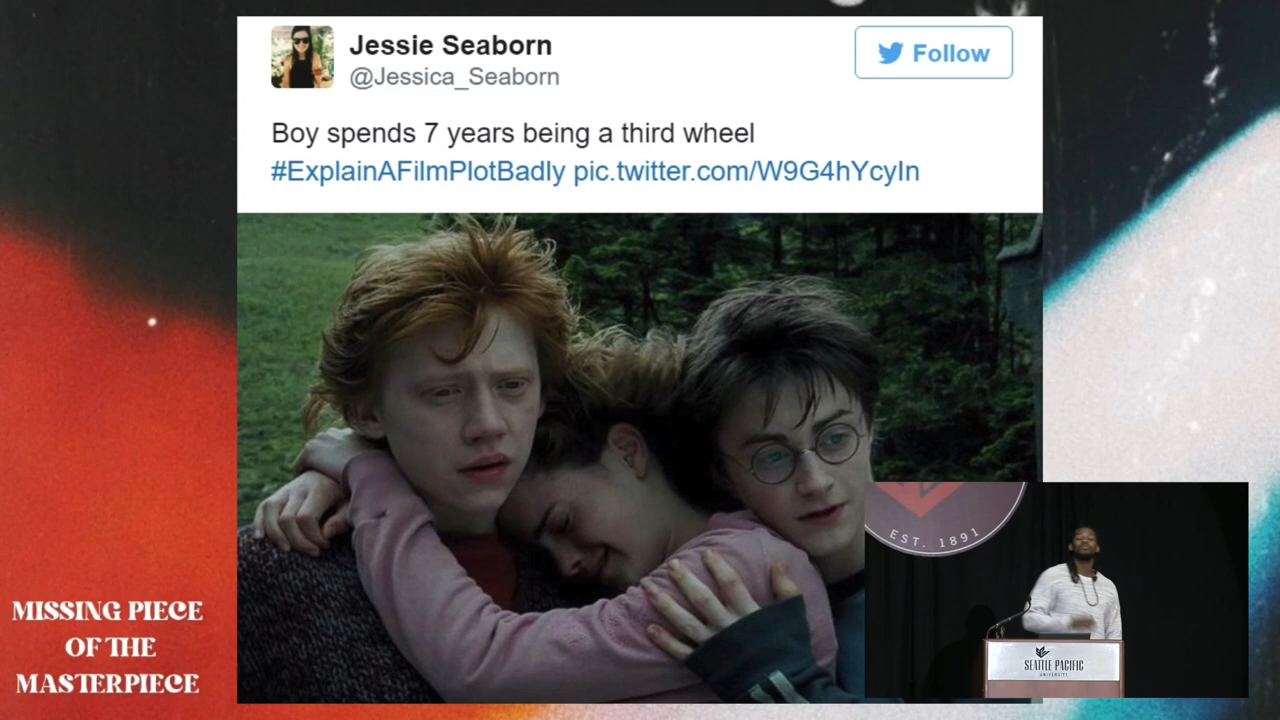 Jessie Seaborn
@Jessica_Seaborn
Follow
Boy spends 7 years being a third wheel
#ExplainAFilmPlotBadly pic.twitter.com/W9G4hYcyIn
EST. 1891
MISSING PIECE
OF THE
MASTERPIECE
SEATTLE PACIFIC
UNIVERSITY